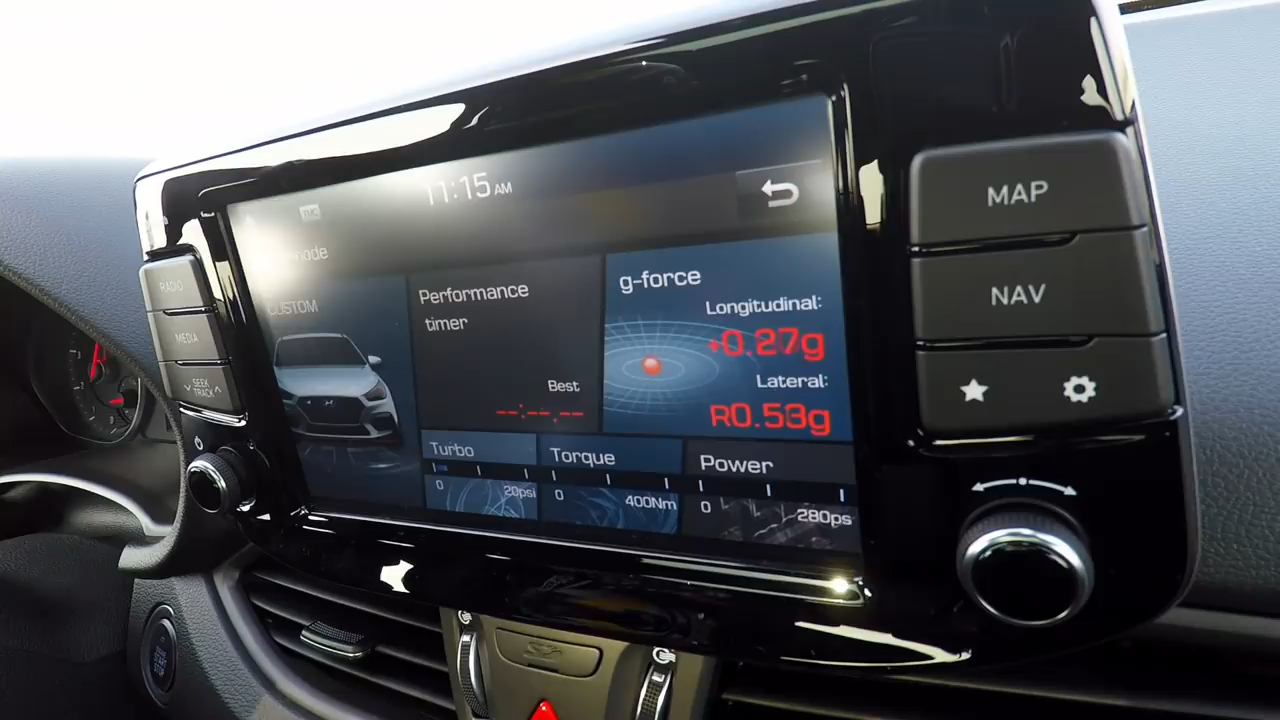 11:15 AM
TMC
CUSTOM
Performance
timer
Best
--:--.--
g-force
Longitudinal:
+0.27g
Lateral:
R0.53g
Turbo
0
20psi
Torque
0
400Nm
Power
0
280ps
RADIO
MEDIA
SEEK
TRACK
MAP
NAV